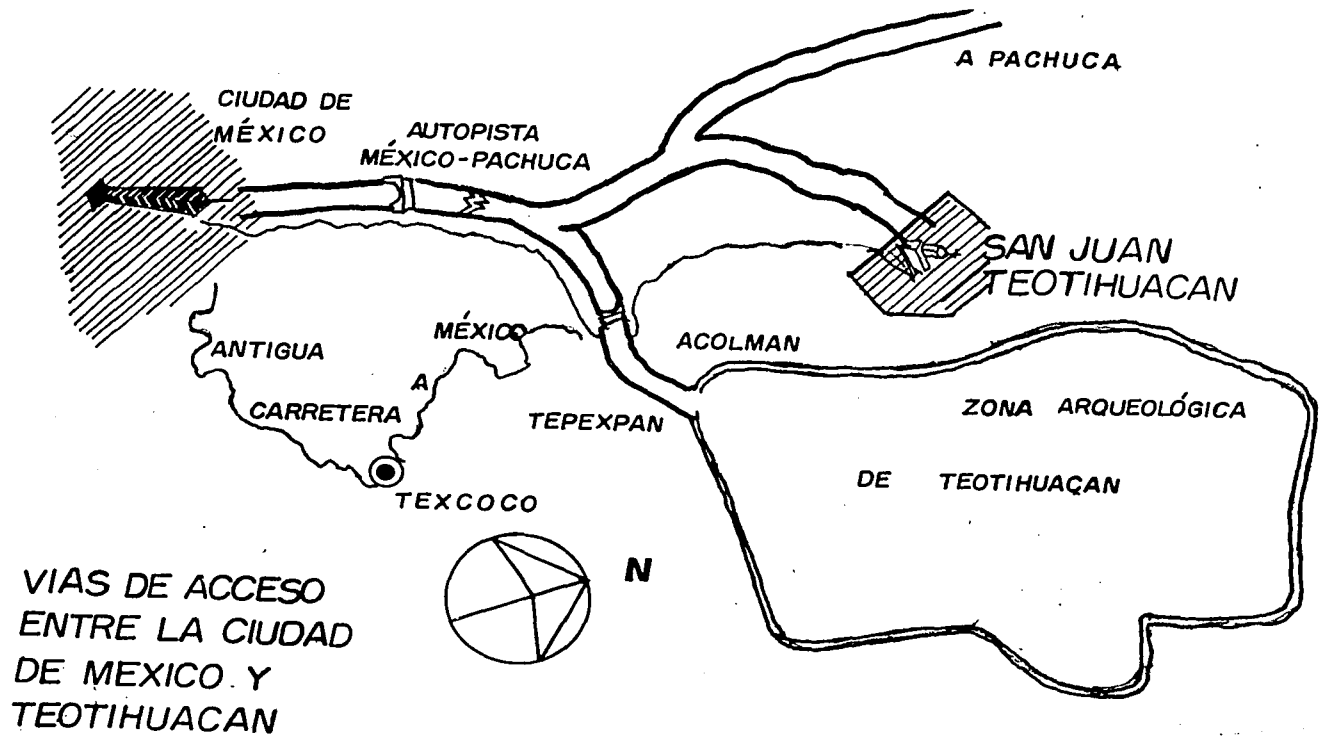 A PACHUCA
CIUDAD DE
MÉXICO
AUTOPISTA
MÉXICO-PACHUCA
SAN JUAN
TEOTIHUACAN
MÉXICO
ACOLMAN
ANTIGUA
A
CARRETERA
TEPEXPAN
ZONA ARQUEOLÓGICA
DE TEOTIHUACAN
TEXCOCO
N
VIAS DE ACCESO
ENTRE LA CIUDAD
DE MEXICO Y
TEOTIHUACAN